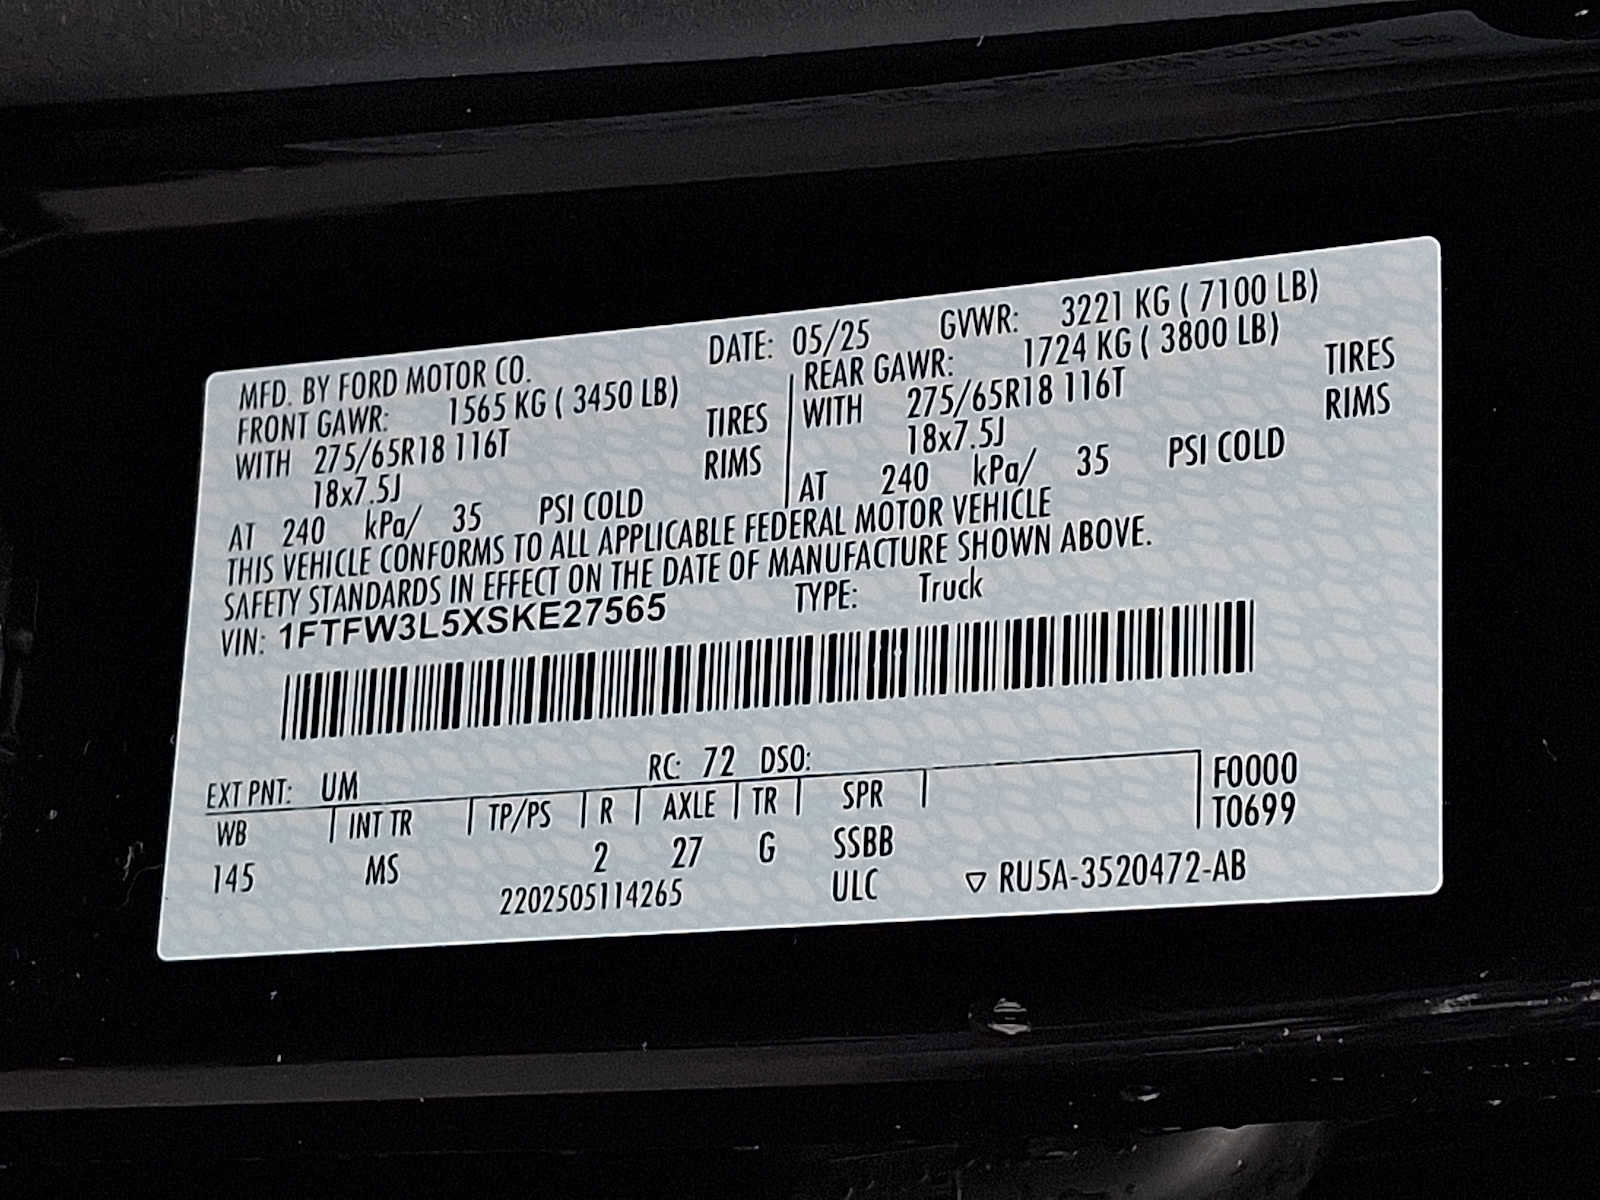 MFD. BY FORD MOTOR CO. DATE: 05/25 GVWR: 3221 KG ( 7100 LB)
FRONT GAWR: 1565 KG ( 3450 LB) REAR GAWR: 1724 KG ( 3800 LB)
WITH 275/65R18 116T TIRES WITH 275/65R18 116T TIRES
18x7.5J RIMS 18x7.5J RIMS
AT 240 kPa/ 35 PSI COLD AT 240 kPa/ 35 PSI COLD
THIS VEHICLE CONFORMS TO ALL APPLICABLE FEDERAL MOTOR VEHICLE
SAFETY STANDARDS IN EFFECT ON THE DATE OF MANUFACTURE SHOWN ABOVE.
VIN: 1FTFW3L5XSKE27565 TYPE: Truck
EXT PNT: UM RC: 72 DSO: F0000
WB INT TR TP/PS R AXLE TR SPR T0699
145 MS 2 27 G SSBB
2202505114265 ULC ▽ RU5A-3520472-AB